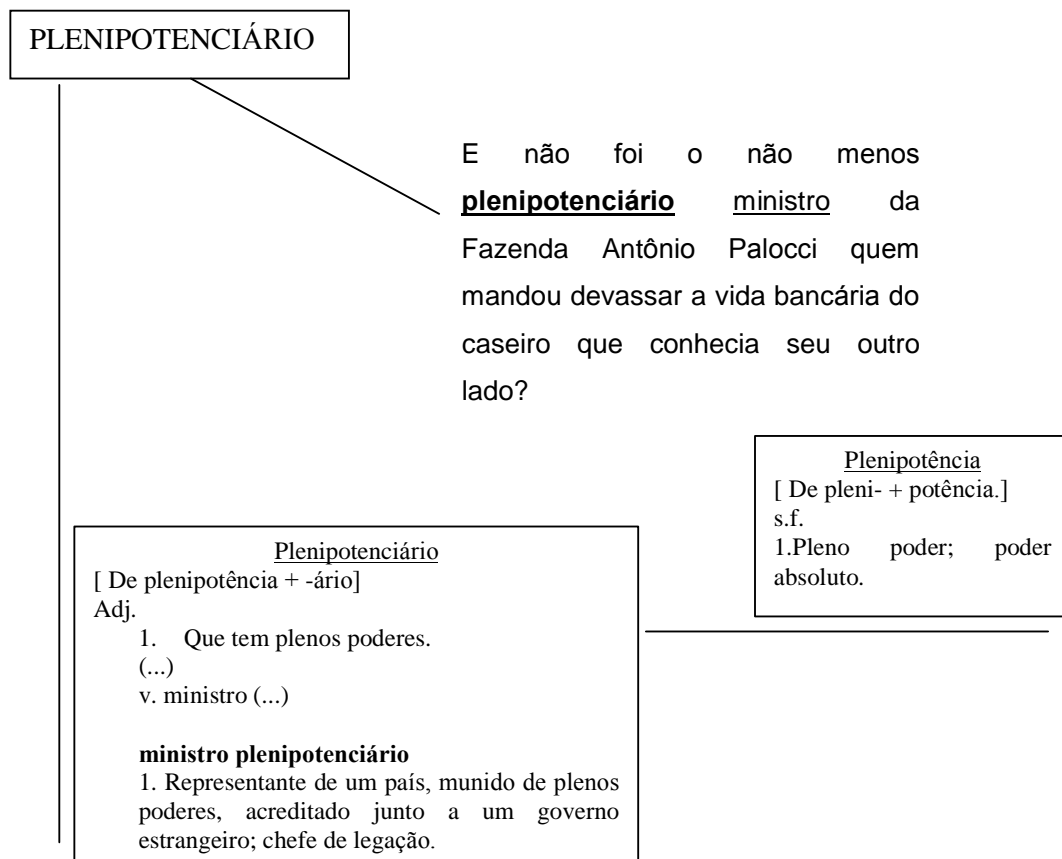 PLENIPOTENCIÁRIO
E não foi o não menos
plenipotenciário ministro da
Fazenda Antônio Palocci quem
mandou devassar a vida bancária do
caseiro que conhecia seu outro
lado?
Plenipotência
[ De pleni- + potência.]
s.f.
1.Pleno poder; poder
absoluto.
Plenipotenciário
[ De plenipotência + -ário]
Adj.
1. Que tem plenos poderes.
(...)
v. ministro (...)
ministro plenipotenciário
1. Representante de um país, munido de plenos
poderes, acreditado junto a um governo
estrangeiro; chefe de legação.